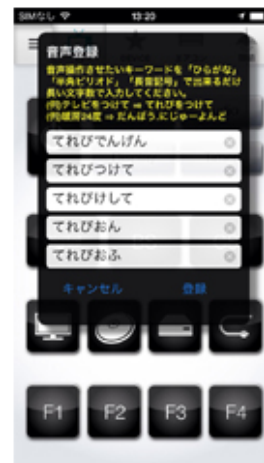 SIMなし 13:20
音声登録
音声操作させたいキーワードを「ひらがな」
「半角ピリオド」「長音記号」で出来るだけ
長い文字数で入力してください。
(例)テレビをつけて ⇒ てれびをつけて
(例)暖房24度 ⇒ だんぼう.にじゅーよんど
てれびでんげん
てれびつけて
てれびけして
てれびおん
てれびおふ
キャンセル 登録
F1 F2 F3 F4